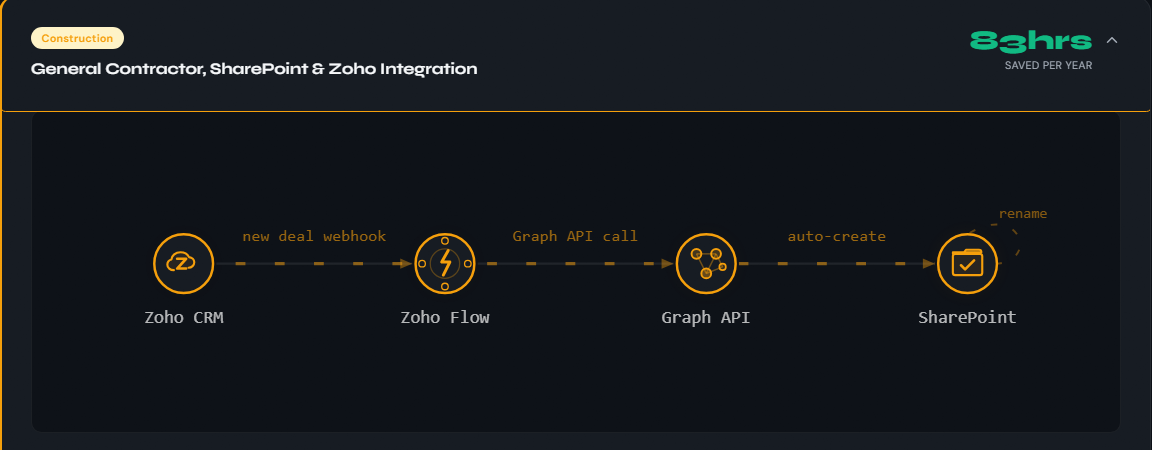 Construction
General Contractor, SharePoint & Zoho Integration
83hrs
SAVED PER YEAR
rename
new deal webhook
Graph API call
auto-create
Zoho CRM
Zoho Flow
Graph API
SharePoint